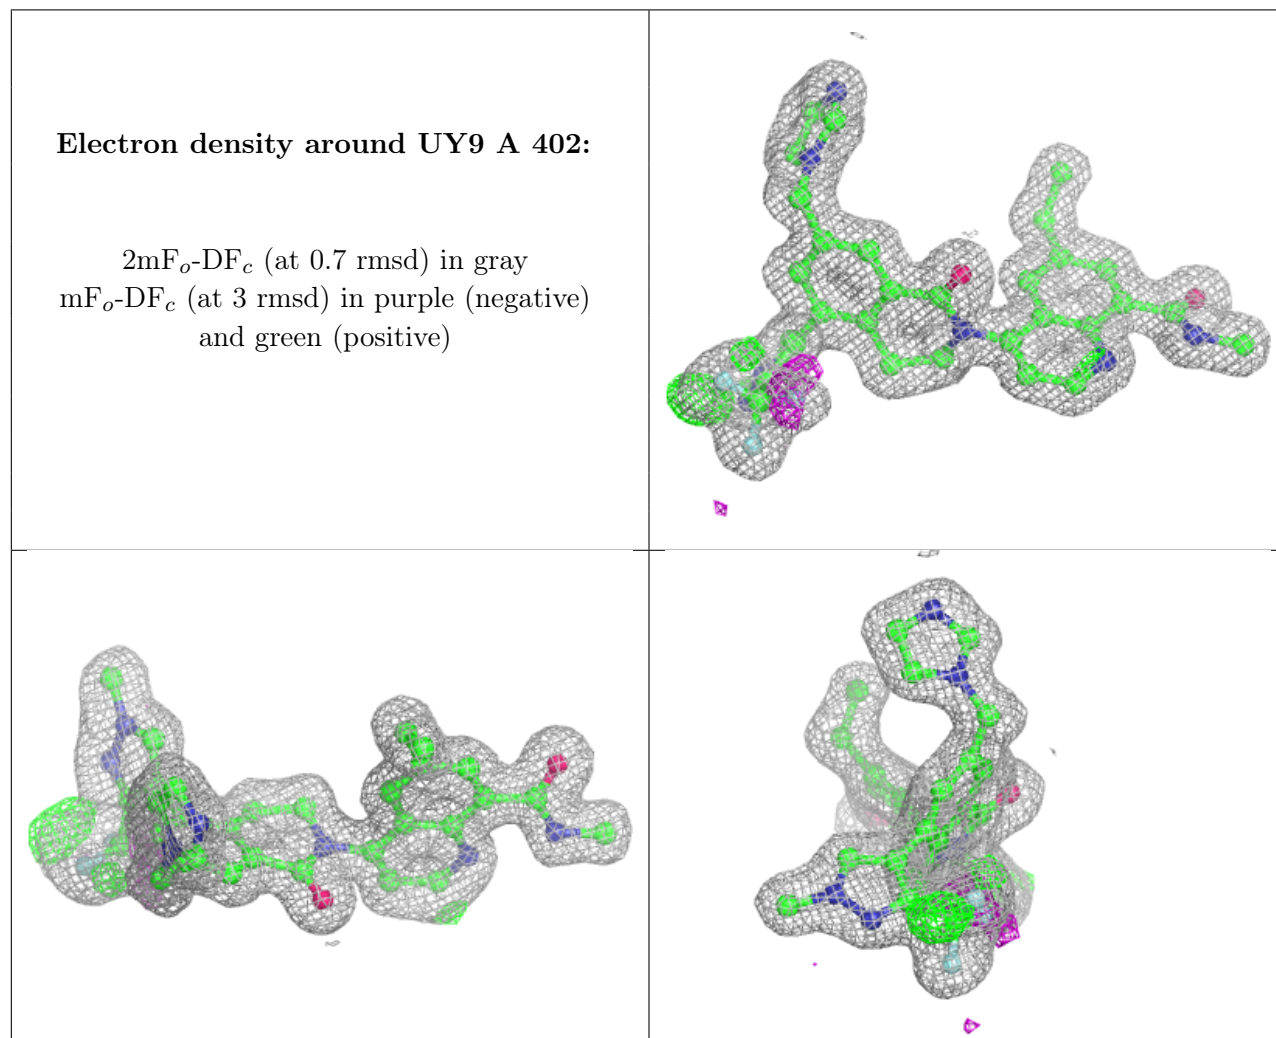 Electron density around UY9 A 402:
2mFo-DFc (at 0.7 rmsd) in gray
mFo-DFc (at 3 rmsd) in purple (negative)
and green (positive)